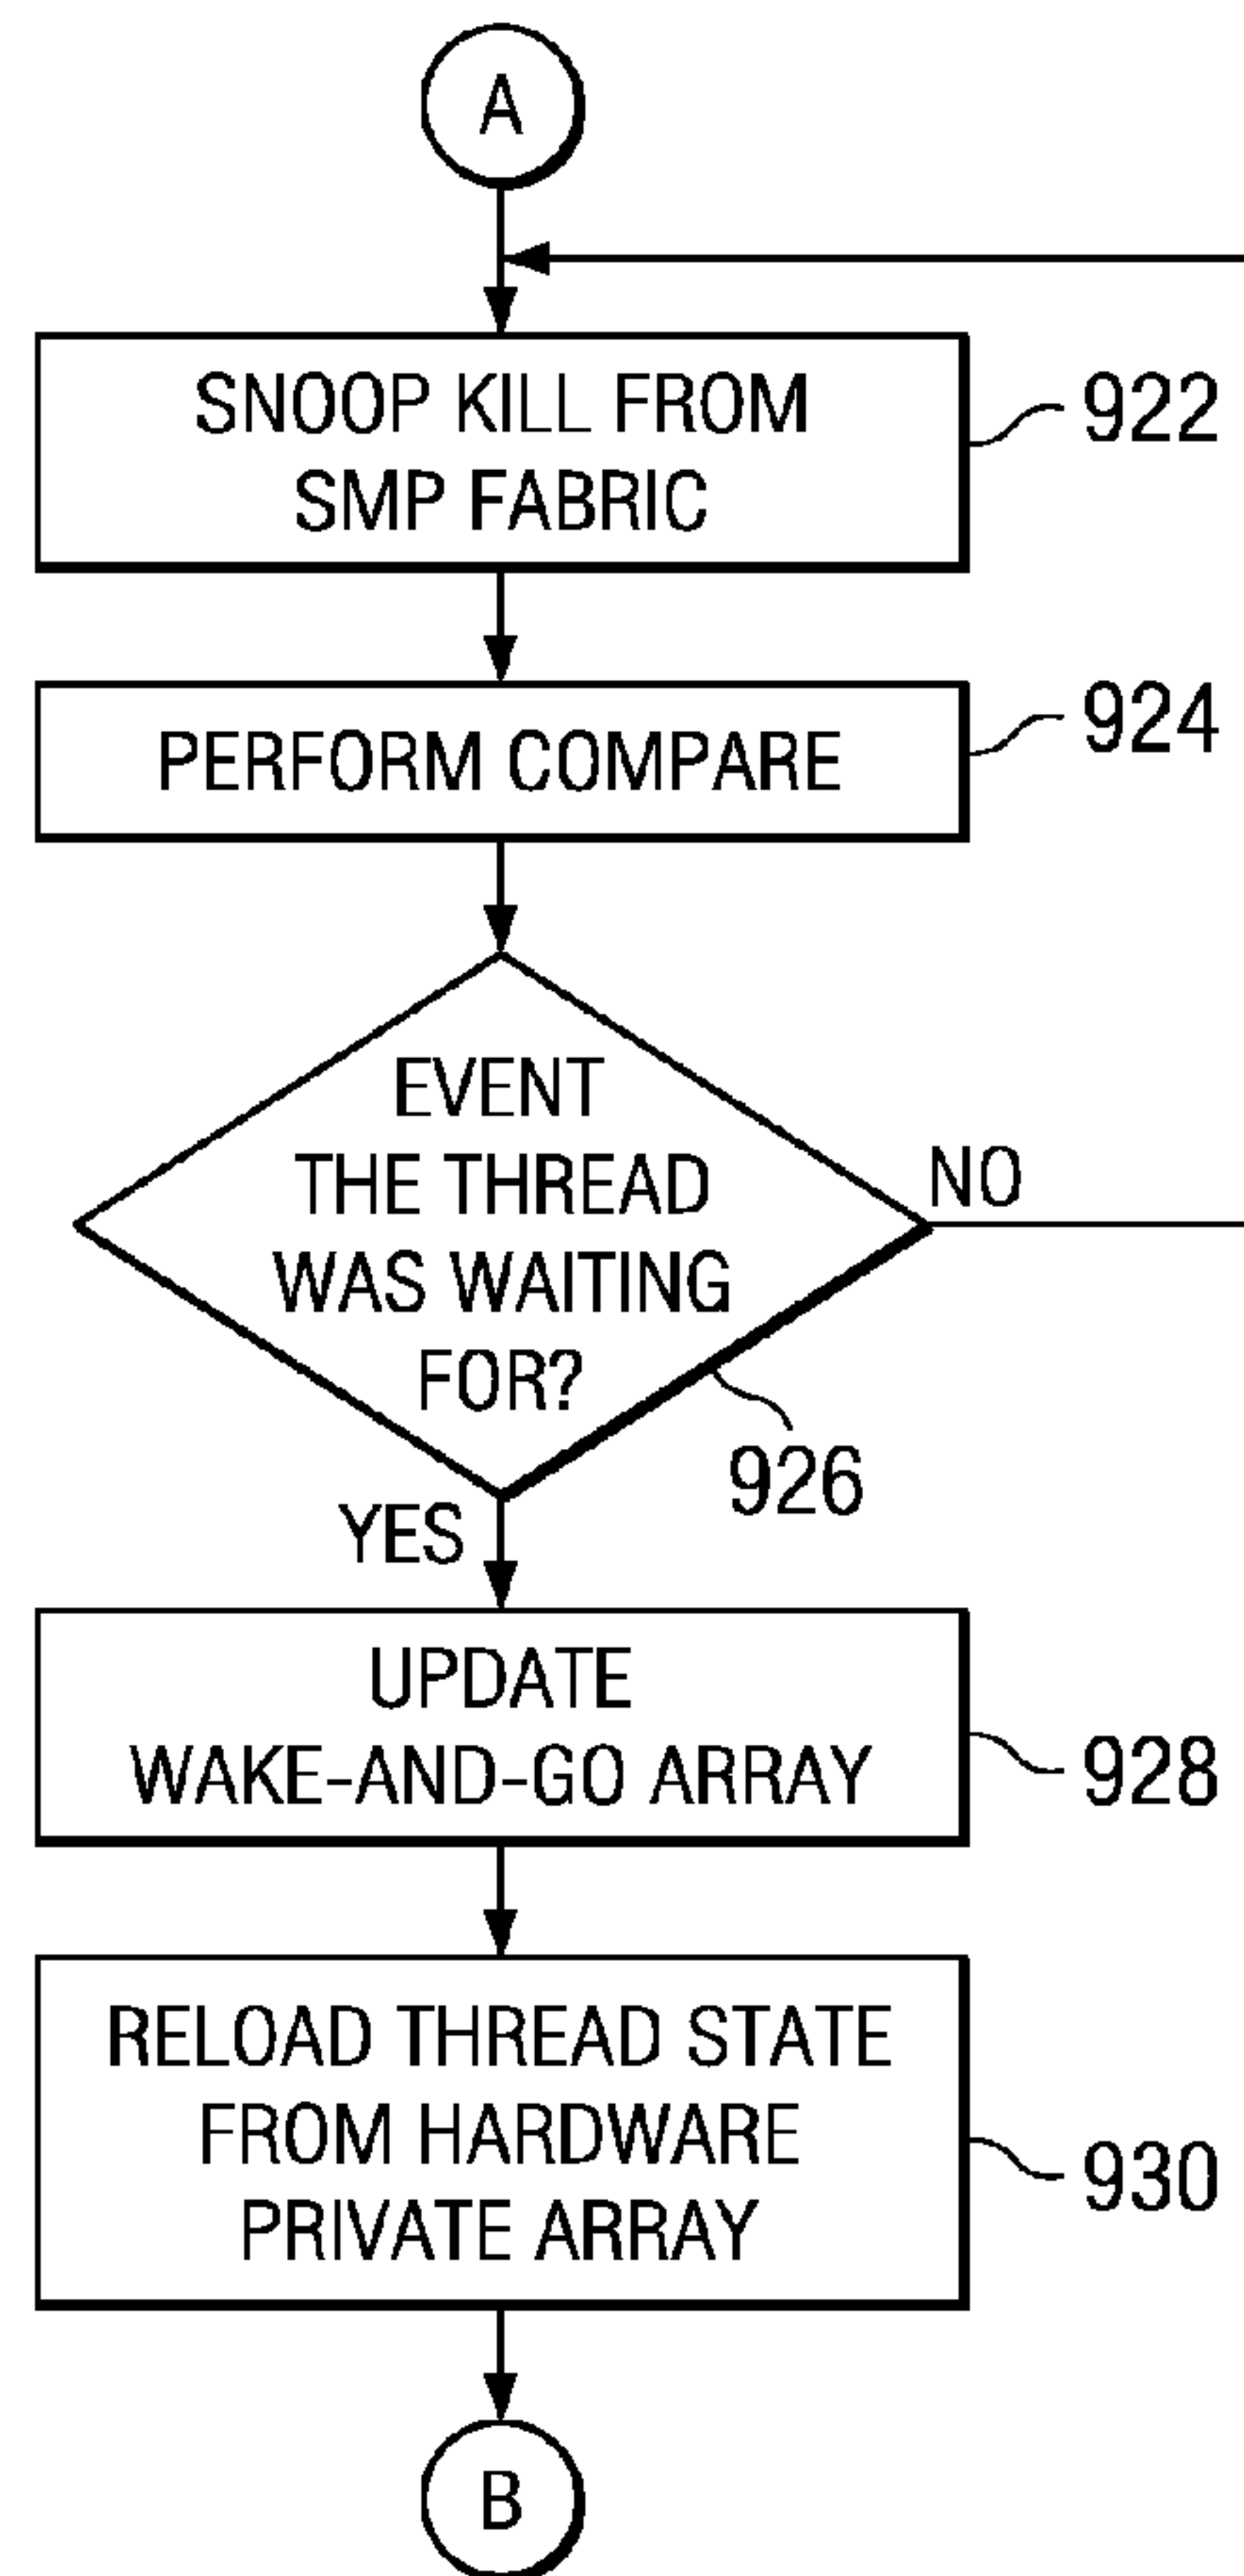 A
SNOOP KILL FROM
SMP FABRIC
922
PERFORM COMPARE
924
EVENT
THE THREAD
WAS WAITING
FOR?
NO
926
YES
UPDATE
WAKE-AND-GO ARRAY
928
RELOAD THREAD STATE
FROM HARDWARE
PRIVATE ARRAY
930
B